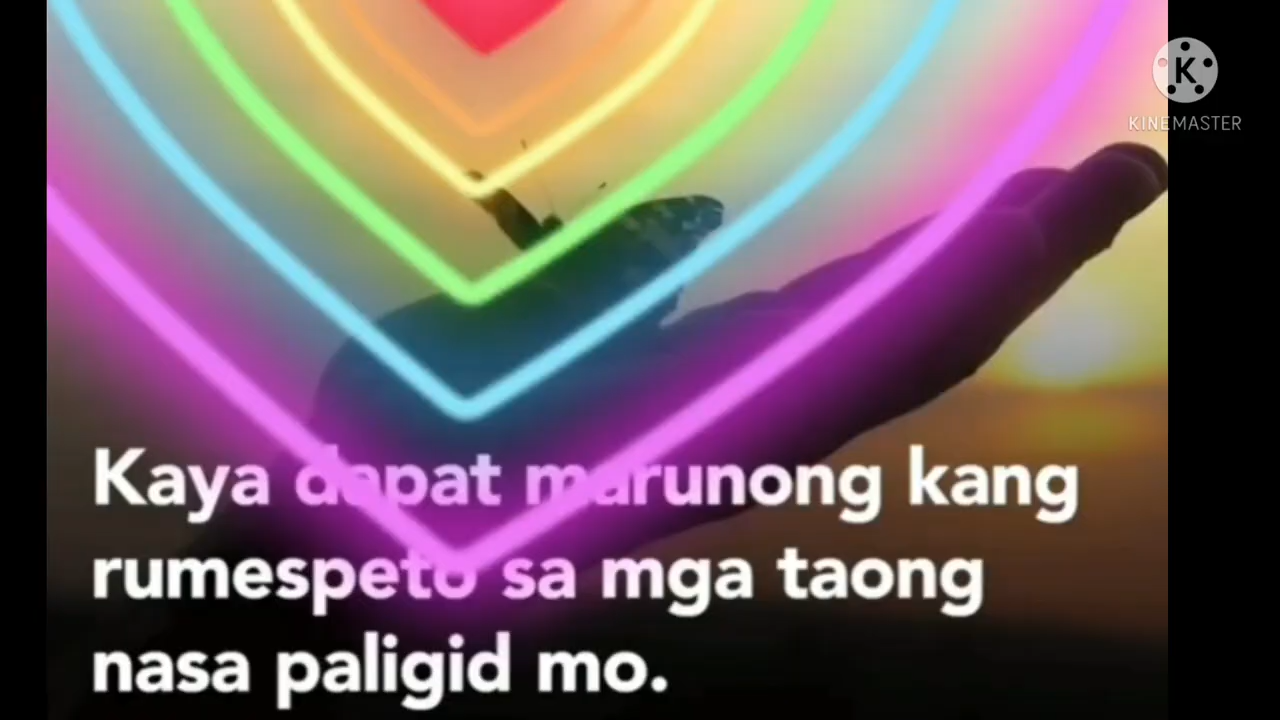 KINEMASTER
Kaya dapat marunong kang
rumespeto sa mga taong
nasa paligid mo.